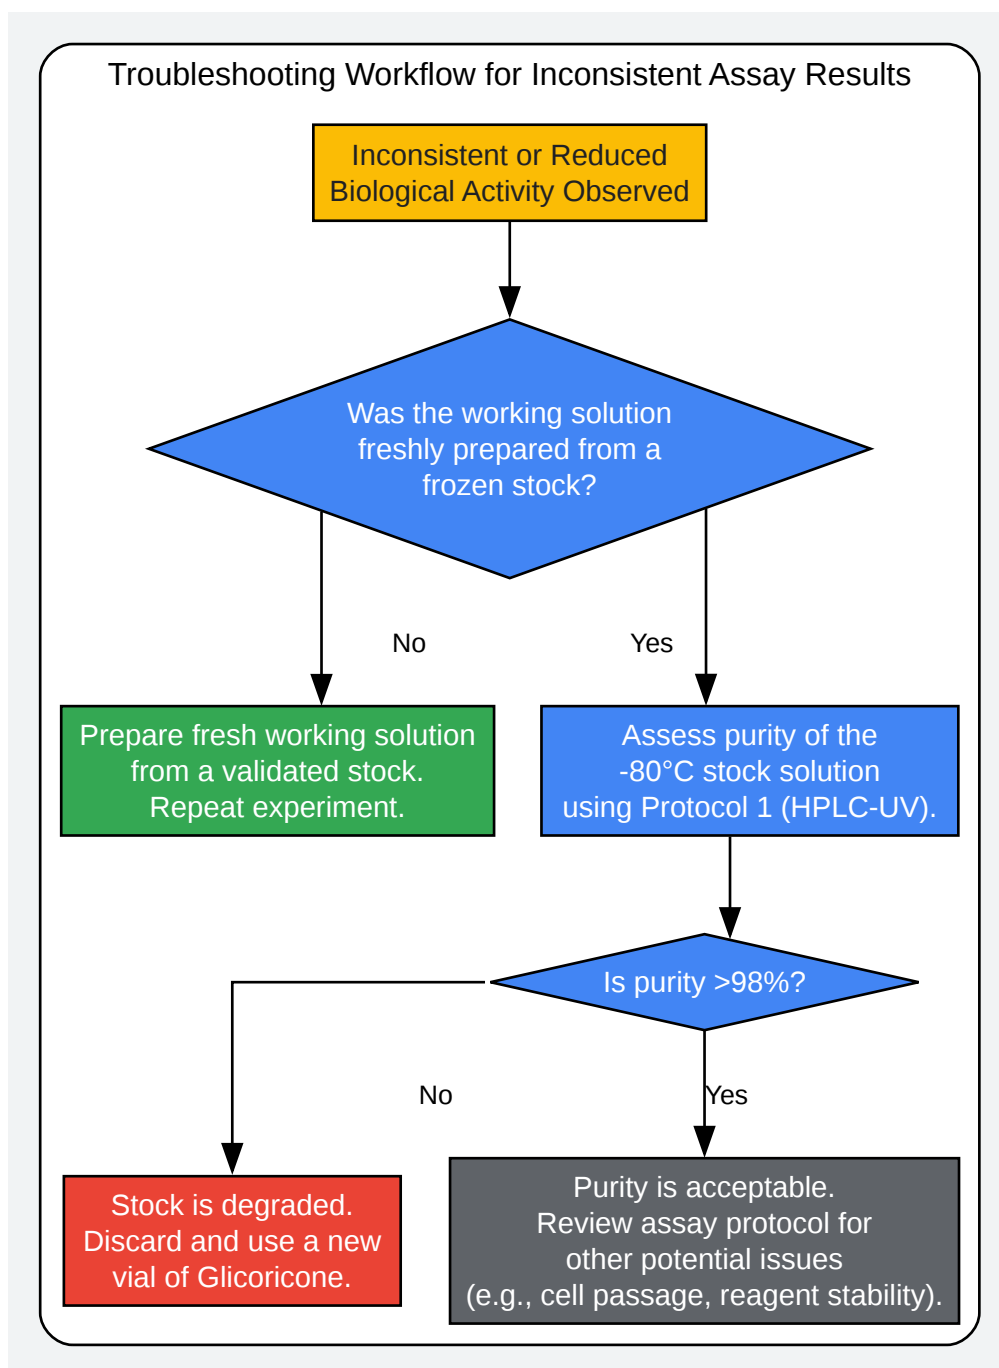 Troubleshooting Workflow for Inconsistent Assay Results
Inconsistent or Reduced
Biological Activity Observed
Was the working solution
freshly prepared from a
frozen stock?
No
Yes
Prepare fresh working solution
from a validated stock.
Repeat experiment.
Assess purity of the
-80°C stock solution
using Protocol 1 (HPLC-UV).
Is purity >98%?
No
Yes
Stock is degraded.
Discard and use a new
vial of Glicoricone.
Purity is acceptable.
Review assay protocol for
other potential issues
(e.g., cell passage, reagent stability).